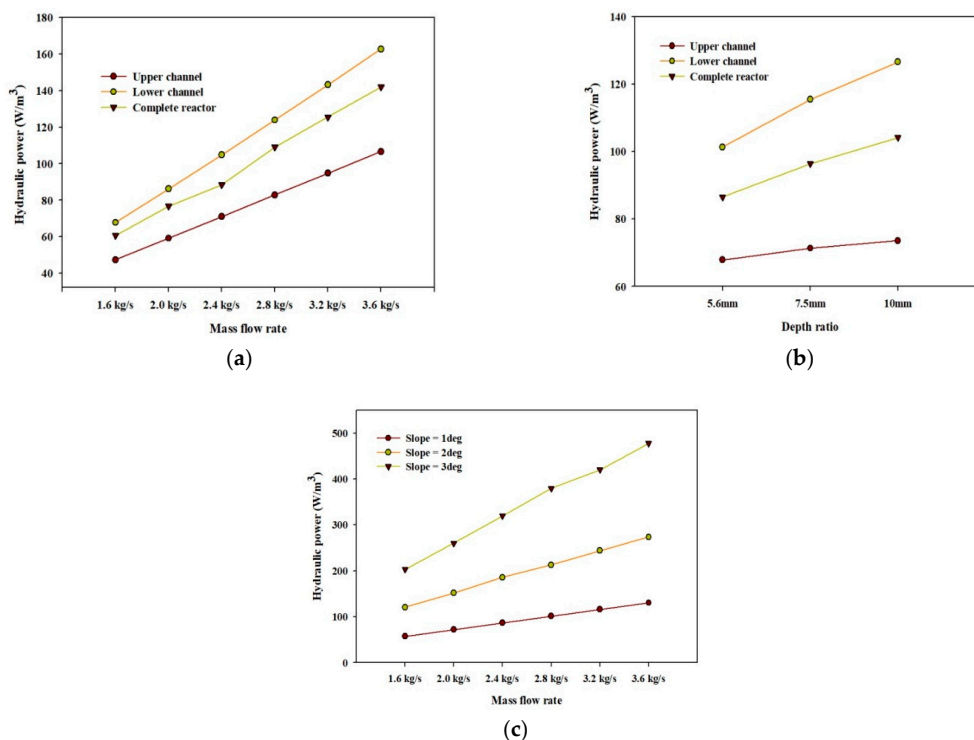 Hydraulic power (W/m3)
180
160
140
120
100
80
60
40
Upper channel
Lower channel
Complete reactor
1.6 kg/s 2.0 kg/s 2.4 kg/s 2.8 kg/s 3.2 kg/s 3.6 kg/s
Mass flow rate
(a)
Hydraulic power (W/m3)
140
120
100
80
60
Upper channel
Lower channel
Complete reactor
5.6mm 7.5mm 10mm
Depth ratio
(b)
Hydraulic power (W/m3)
500
400
300
200
100
0
Slope = 1deg
Slope = 2deg
Slope = 3deg
1.6 kg/s 2.0 kg/s 2.4 kg/s 2.8 kg/s 3.2 kg/s 3.6 kg/s
Mass flow rate
(c)